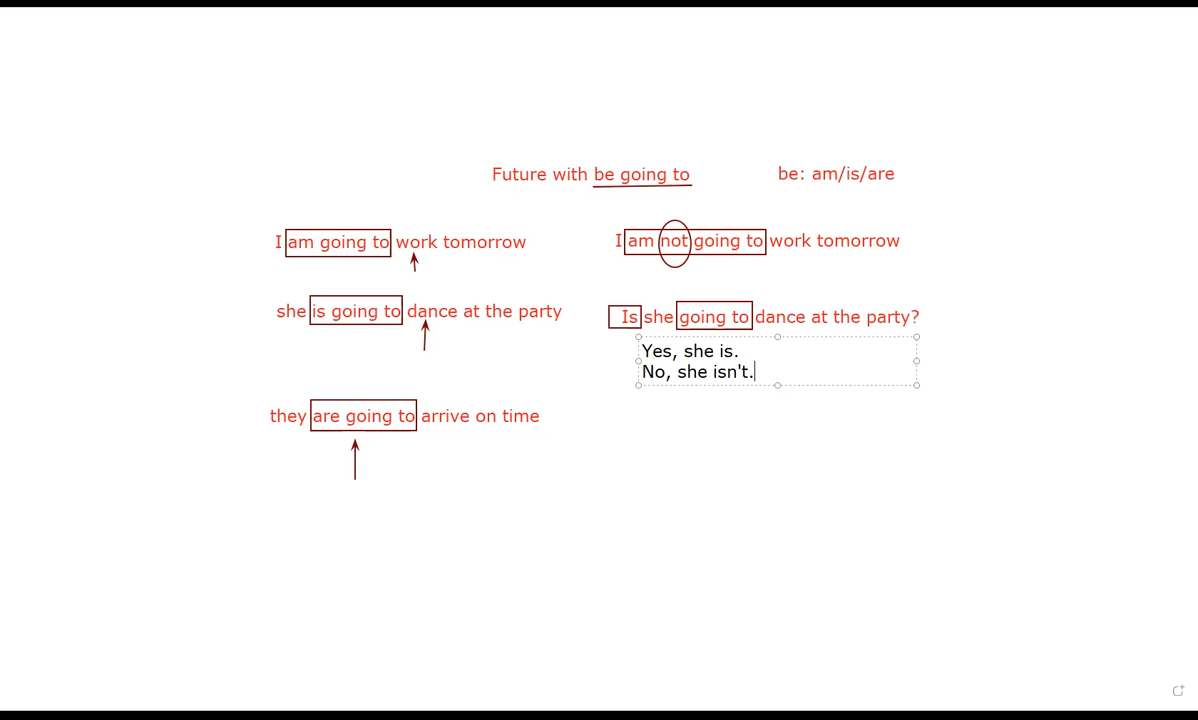 Future with be going to
be: am/is/are
I am going to work tomorrow
I am not going to work tomorrow
she is going to dance at the party
Is she going to dance at the party?
Yes, she is.
No, she isn't.
they are going to arrive on time